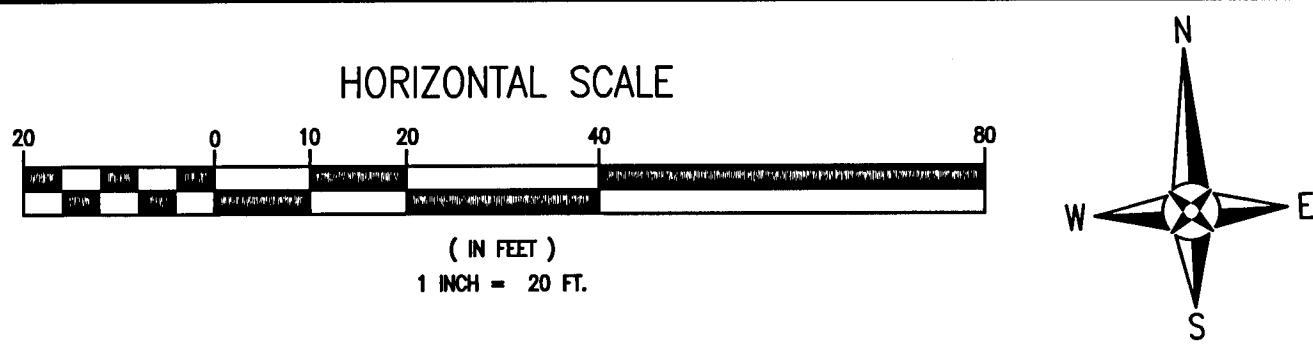 HORIZONTAL SCALE
20 0 10 20 40 80
( IN FEET )
1 INCH = 20 FT.
N
W E
S